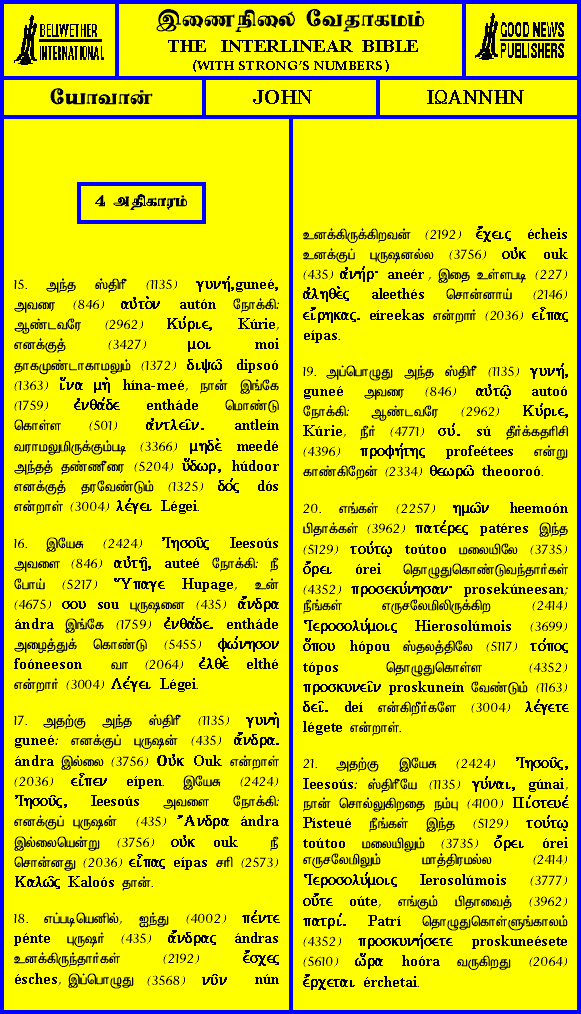 BELLWETHER
INTERNATIONAL
இணைநிலை வேதாகமம்
THE INTERLINEAR BIBLE
(WITH STRONG'S NUMBERS)
GOOD NEWS
PUBLISHERS
யோவான்
JOHN
ΙΩΑΝΝΗΝ
4 அதிகாரம்
15. அந்த ஸ்திரீ (1135) γυνή,guneé,
அவரை (846) αὐτὸν autón நோக்கி:
ஆண்டவரே (2962) Κύριε, Kúrie,
எனக்குத் (3427) μοι moi
தாகமுண்டாகாமலும் (1372) διψῶ dipsoó
(1363) ἵνα μὴ hína-meé, நான் இங்கே
(1759) ἐνθάδε entháde மொண்டு
கொள்ள (501) ἀντλεῖν. antleín
வராமலுமிருக்கும்படி (3366) μηδὲ meedé
அந்தத் தண்ணீரை (5204) ὕδωρ, húdoor
எனக்குத் தரவேண்டும் (1325) δός dós
என்றாள் (3004) λέγει Légei.
16. இயேசு (2424) Ἰησοῦς Ieesoús
அவளை (846) αὐτῇ, auteé நோக்கி: நீ
போய் (5217) Ὕπαγε Hupage, உன்
(4675) σου sou புருஷனை (435) ἄνδρα
ándra இங்கே (1759) ἐνθάδε. entháde
அழைத்துக் கொண்டு (5455) φώνησον
foóneeson வா (2064) ἐλθὲ elthé
என்றார் (3004) Λέγει Légei.
17. அதற்கு அந்த ஸ்திரீ (1135) γυνὴ
guneé: எனக்குப் புருஷன் (435) ἄνδρα.
ándra இல்லை (3756) Οὐκ Ouk என்றாள்
(2036) εἶπεν eípen. இயேசு (2424)
Ἰησοῦς, Ieesoús அவளை நோக்கி:
எனக்குப் புருஷன் (435) Ἄνδρα ándra
இல்லையென்று (3756) οὐκ ouk நீ
சொன்னது (2036) εἶπας eípas சரி (2573)
Καλῶς Kaloós தான்.
18. எப்படியெனில், ஐந்து (4002) πέντε
pénte புருஷர் (435) ἄνδρας ándras
உனக்கிருந்தார்கள் (2192) ἔσχες
ésches, இப்பொழுது (3568) νῦν nún
உனக்கிருக்கிறவன் (2192) ἔχεις écheis
உனக்குப் புருஷனல்ல (3756) οὐκ ouk
(435) ἀνήρ· aneér , இதை உள்ளபடி (227)
ἀληθὲς aleethés சொன்னாய் (2146)
εἴρηκας. eíreekas என்றார் (2036) εἶπας
eípas.
19. அப்பொழுது அந்த ஸ்திரீ (1135) γυνή,
guneé அவரை (846) αὐτῷ autoó
நோக்கி: ஆண்டவரே (2962) Κύριε,
Kúrie, நீர் (4771) σύ. sú தீர்க்கதரிசி
(4396) προφήτης profeétees என்று
காண்கிறேன் (2334) θεωρῶ theooroó.
20. எங்கள் (2257) ημῶν heemoón
பிதாக்கள் (3962) πατέρες patéres இந்த
(5129) τούτῳ toútoo மலையிலே (3735)
ὄρει órei தொழுதுகொண்டுவந்தார்கள்
(4352) προσεκύνησαν· prosekúneesan;
நீங்கள் எருசலேமிலிருக்கிற (2414)
Ἱεροσολύμοις Hierosolúmois (3699)
ὅπου hópou ஸ்தலத்திலே (5117) τόπος
tópos தொழுதுகொள்ள (4352)
προσκυνεῖν proskuneín வேண்டும் (1163)
δεῖ. deí என்கிறீர்களே (3004) λέγετε
légete என்றாள்.
21. அதற்கு இயேசு (2424) Ἰησοῦς,
Ieesoús: ஸ்திரீயே (1135) γύναι, gúnai,
நான் சொல்லுகிறதை நம்பு (4100) Πίστευέ
Písteué நீங்கள் இந்த (5129) τούτῳ
toútoo மலையிலும் (3735) ὄρει órei
எருசலேமிலும் மாத்திரமல்ல (2414)
Ἱεροσολύμοις Ierosolúmois (3777)
οὔτε oúte, எங்கும் பிதாவைத் (3962)
πατρί. Patrí தொழுதுகொள்ளுங்காலம்
(4352) προσκυνήσετε proskuneésete
(5610) ὥρα hoóra வருகிறது (2064)
ἔρχεται érchetai.